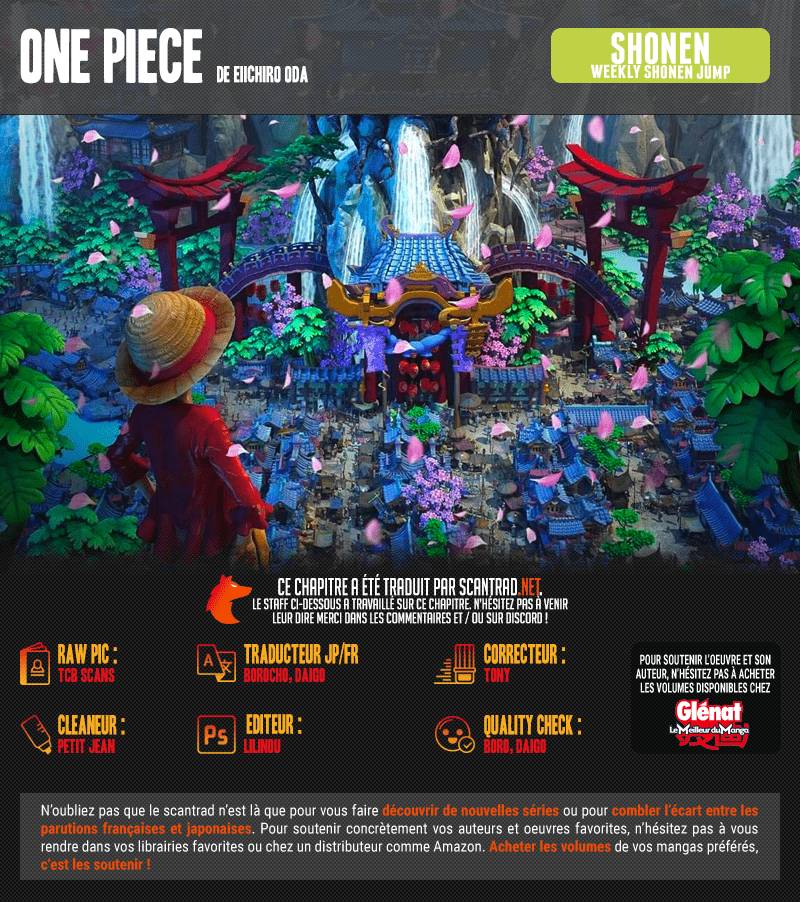 ONE PIECE DE EIICHIRO ODA
SHONEN
WEEKLY SHONEN JUMP
CE CHAPITRE A ÉTÉ TRADUIT PAR SCANTRAD.NET.
LE STAFF CI-DESSOUS A TRAVAILLÉ SUR CE CHAPITRE. N'HÉSITEZ PAS À VENIR
LEUR DIRE MERCI DANS LES COMMENTAIRES ET / OU SUR DISCORD !
RAW PIC :
TCB SCANS
TRADUCTEUR JP/FR
BOROCHO, DAIGO
CORRECTEUR :
TONY
CLEANEUR :
PETIT JEAN
Ps
EDITEUR :
LILINOU
QUALITY CHECK :
BORO, DAIGO
POUR SOUTENIR L'OEUVRE ET SON
AUTEUR, N'HÉSITEZ PAS À ACHETER
LES VOLUMES DISPONIBLES CHEZ
Glénat
Le Meilleur du Manga
N'oubliez pas que le scantrad n'est là que pour vous faire découvrir de nouvelles séries ou pour combler l'écart entre les
parutions françaises et japonaises. Pour soutenir concrètement vos auteurs et oeuvres favorites, n'hésitez pas à vous
rendre dans vos librairies favorites ou chez un distributeur comme Amazon. Acheter les volumes de vos mangas préférés,
c'est les soutenir !